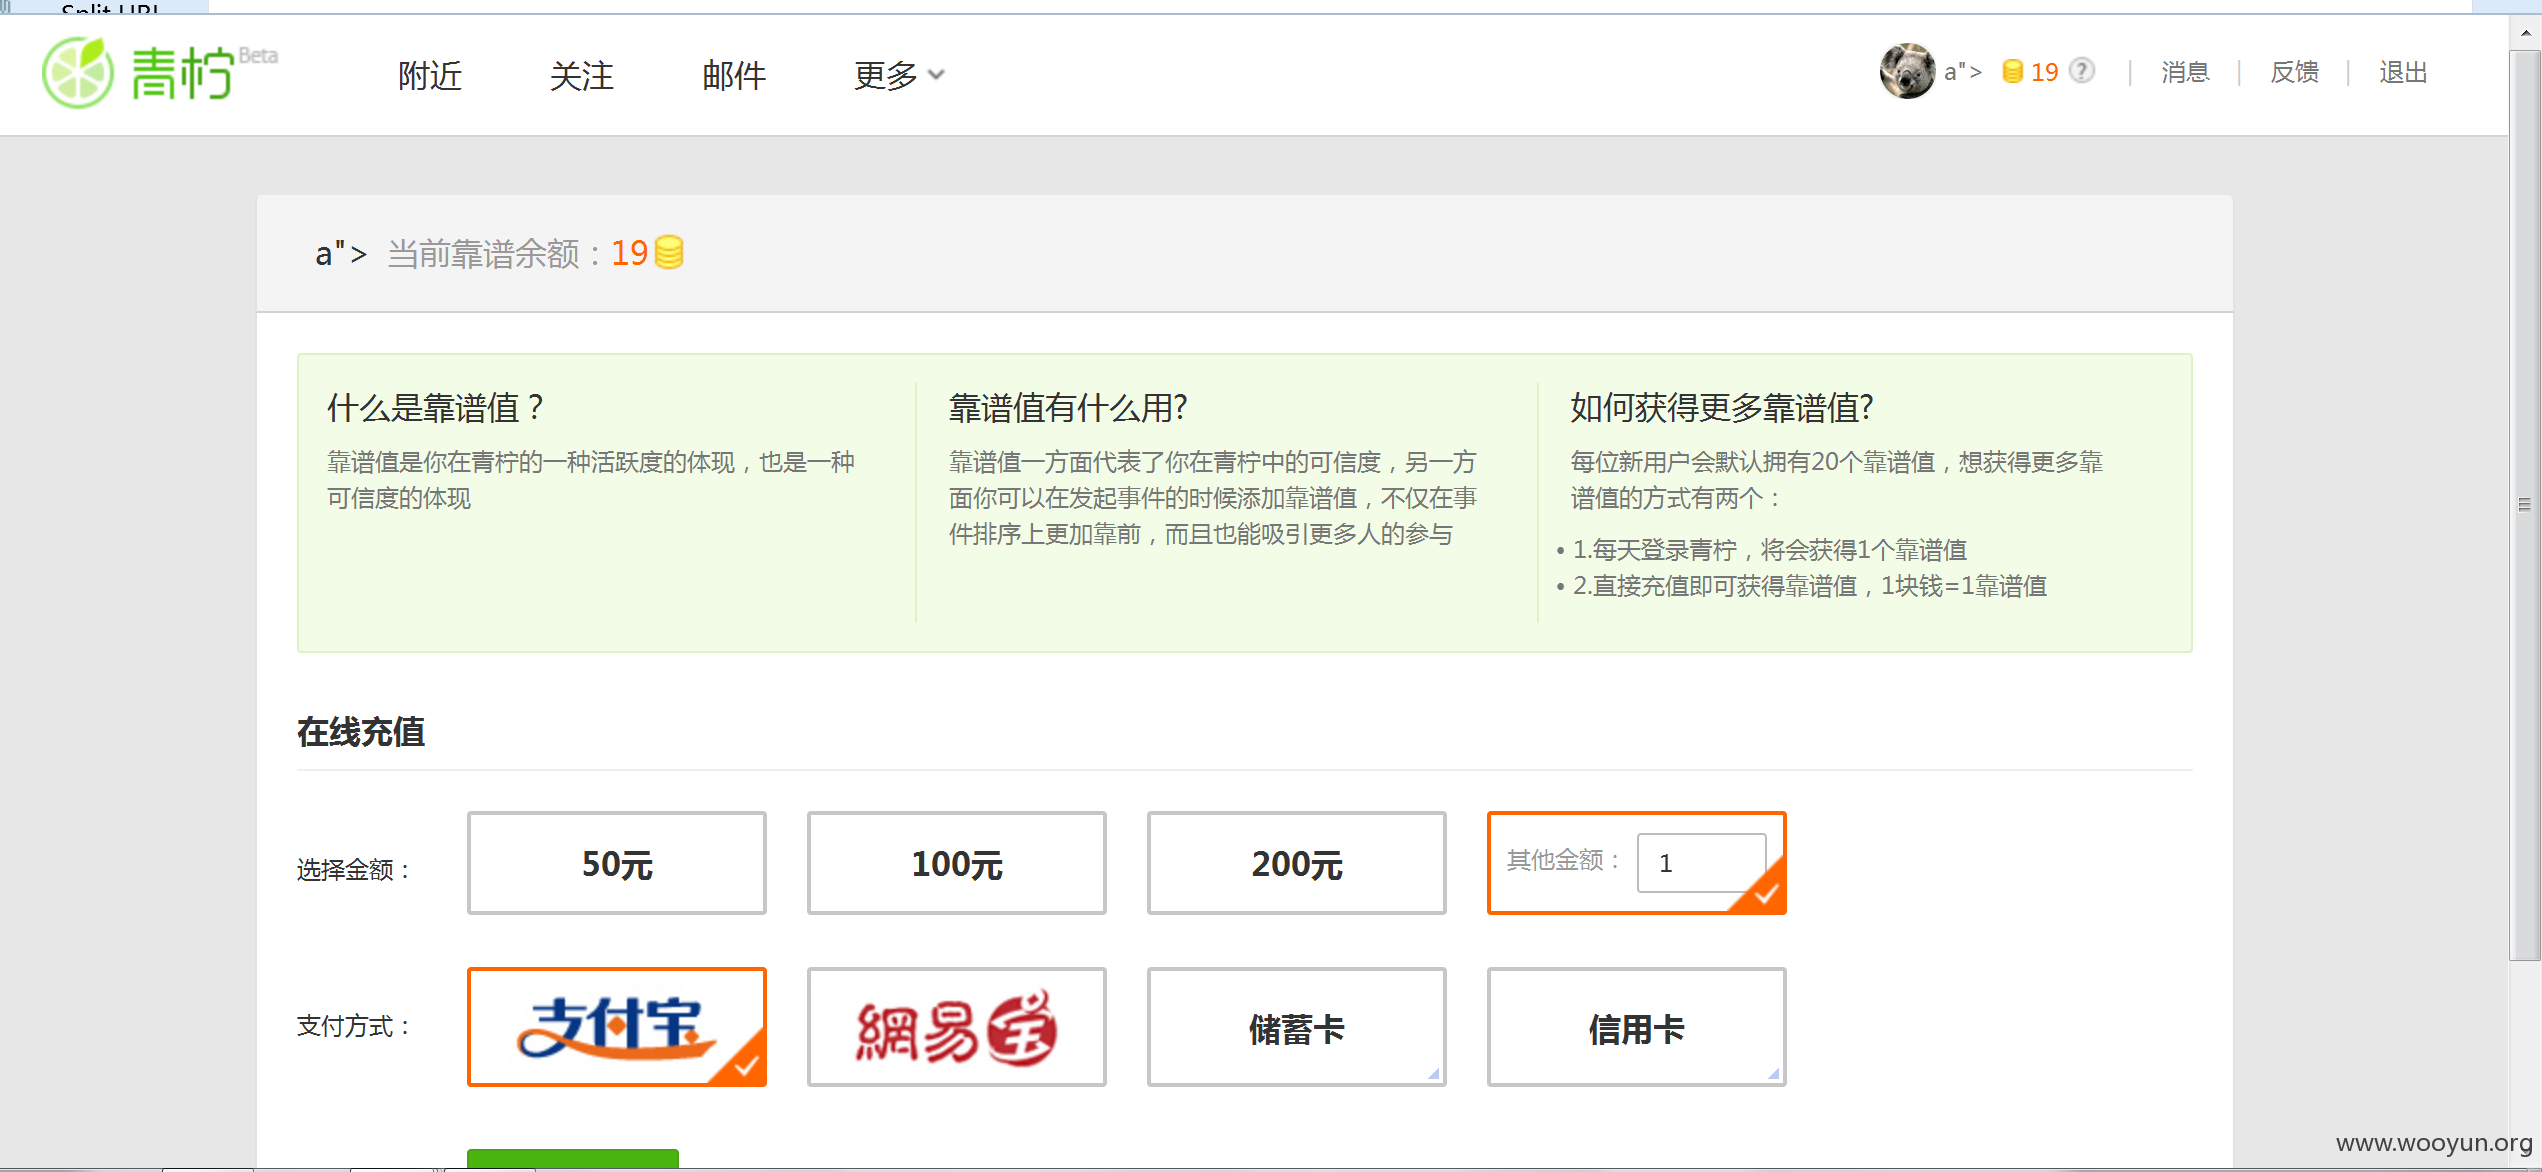 Split URL
青柠 Beta
附近 关注 邮件 更多 a"> 19 ? 消息 | 反馈 | 退出
a"> 当前靠谱余额：19
什么是靠谱值？
靠谱值是你在青柠的一种活跃度的体现，也是一种
可信度的体现
靠谱值有什么用?
靠谱值一方面代表了你在青柠中的可信度，另一方
面你可以在发起事件的时候添加靠谱值，不仅在事
件排序上更加靠前，而且也能吸引更多人的参与
如何获得更多靠谱值?
每位新用户会默认拥有20个靠谱值，想获得更多靠
谱值的方式有两个：
• 1.每天登录青柠，将会获得1个靠谱值
• 2.直接充值即可获得靠谱值，1块钱=1靠谱值
在线充值
选择金额： 50元 100元 200元 其他金额： 1
支付方式： 支付宝 網易宝 储蓄卡 信用卡
www.wooyun.org